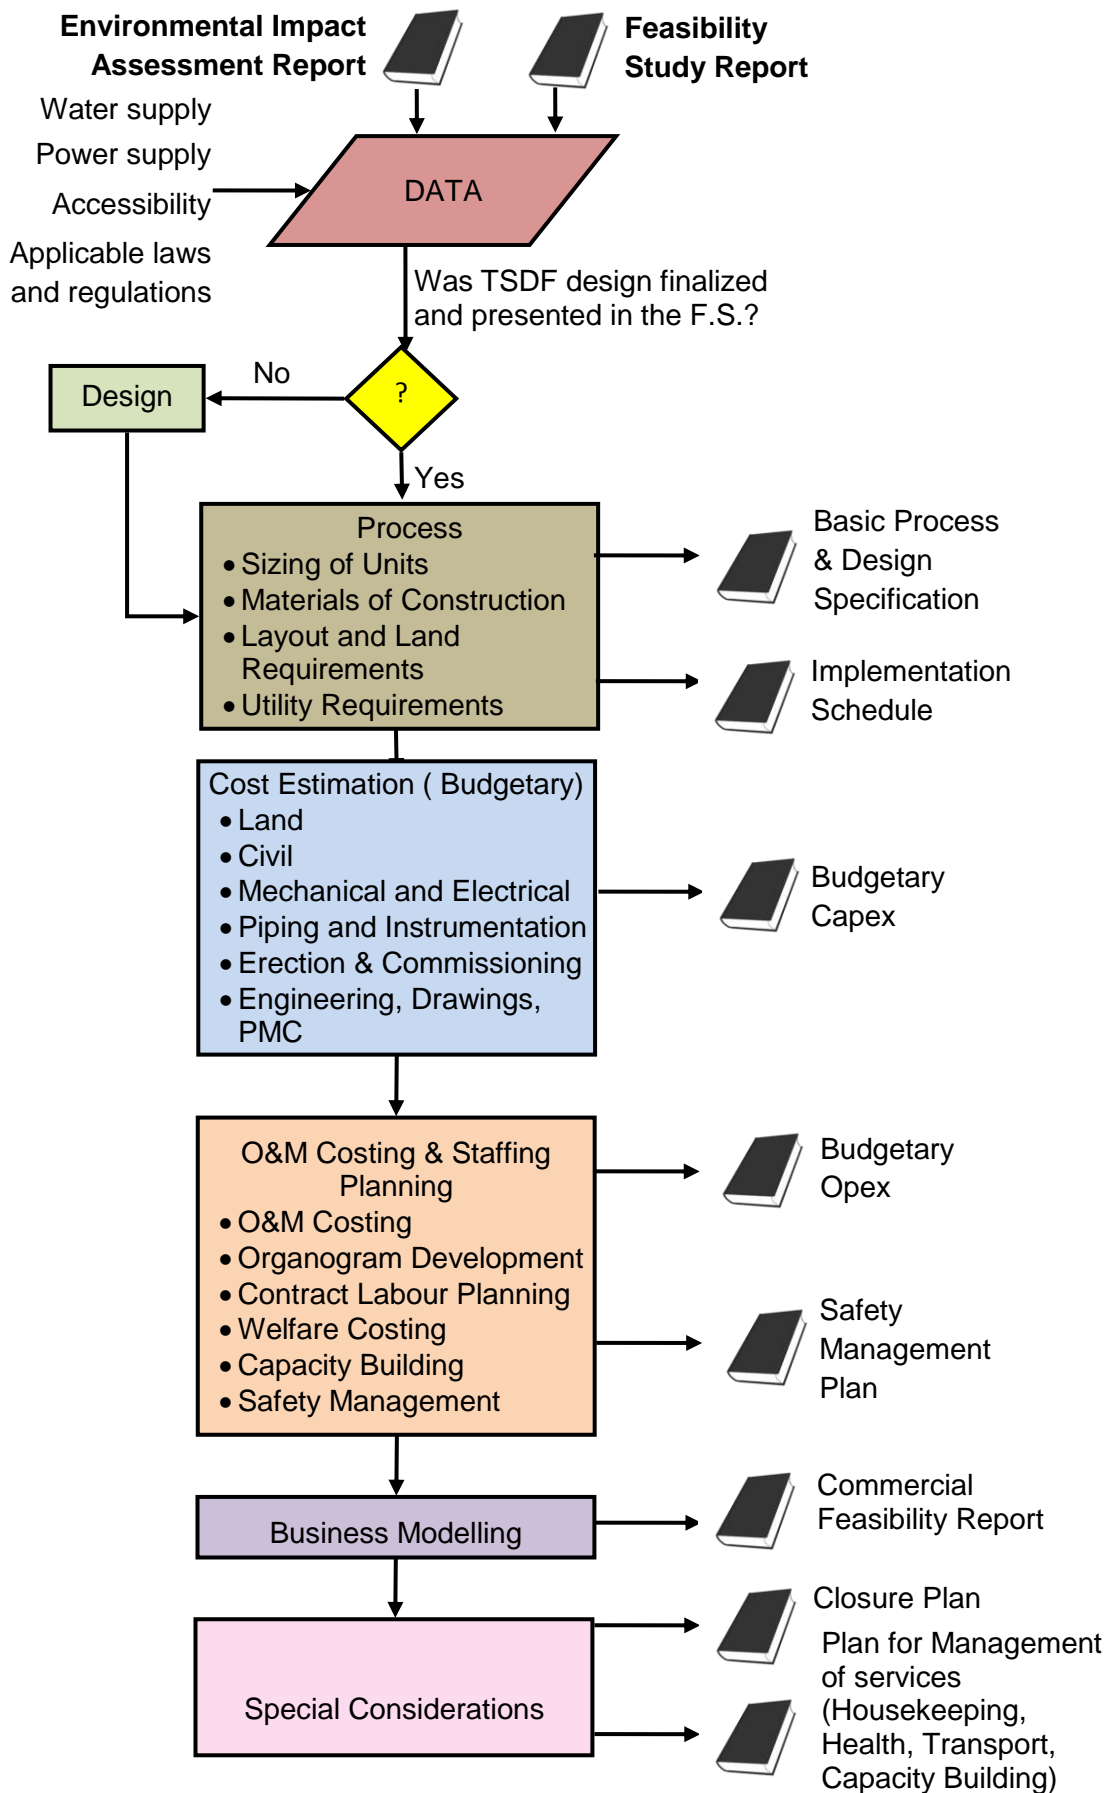 Environmental Impact
Assessment Report
Feasibility
Study Report
Water supply
Power supply
Accessibility
Applicable laws
and regulations
DATA
Was TSDF design finalized
and presented in the F.S.?
?
No
Design
Yes
Process
• Sizing of Units
• Materials of Construction
• Layout and Land
Requirements
• Utility Requirements
Basic Process
& Design
Specification
Implementation
Schedule
Cost Estimation ( Budgetary)
• Land
• Civil
• Mechanical and Electrical
• Piping and Instrumentation
• Erection & Commissioning
• Engineering, Drawings,
PMC
Budgetary
Capex
O&M Costing & Staffing
Planning
• O&M Costing
• Organogram Development
• Contract Labour Planning
• Welfare Costing
• Capacity Building
• Safety Management
Budgetary
Opex
Safety
Management
Plan
Business Modelling
Commercial
Feasibility Report
Special Considerations
Closure Plan
Plan for Management
of services
(Housekeeping,
Health, Transport,
Capacity Building)